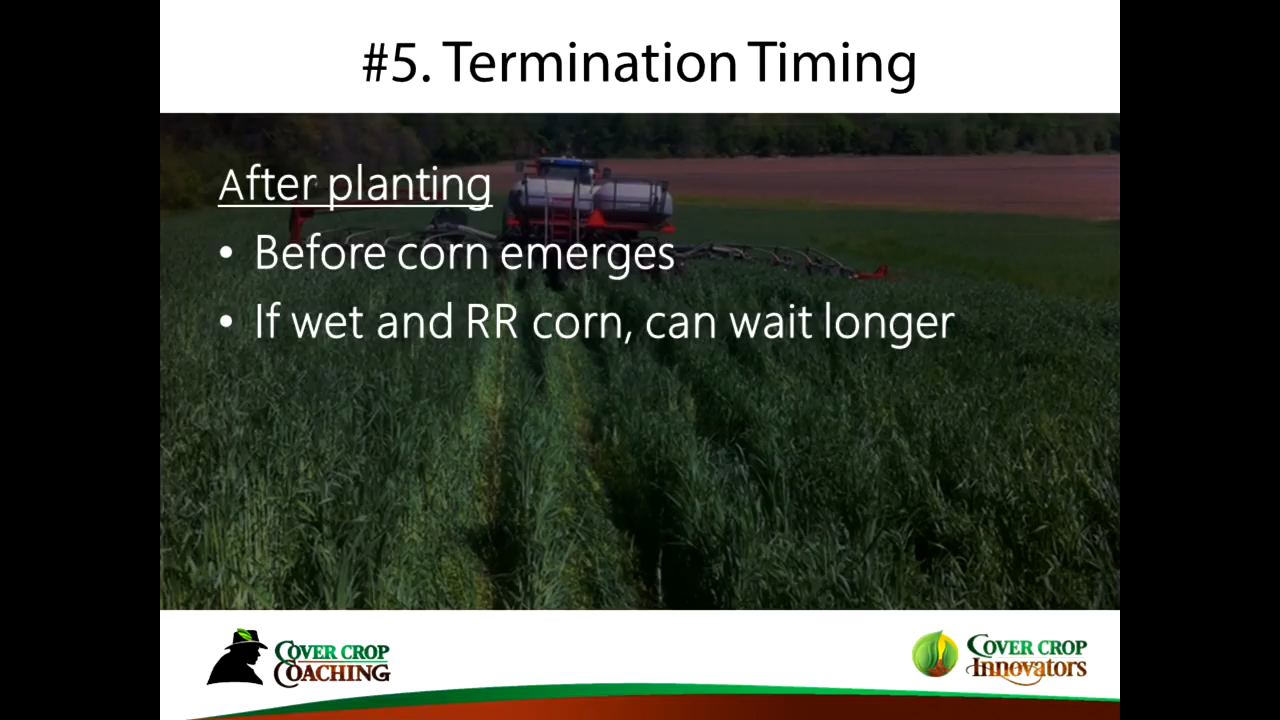 #5. Termination Timing
After planting
• Before corn emerges
• If wet and RR corn, can wait longer
COVER CROP
COACHING
COVER CROP
INNOVATORS